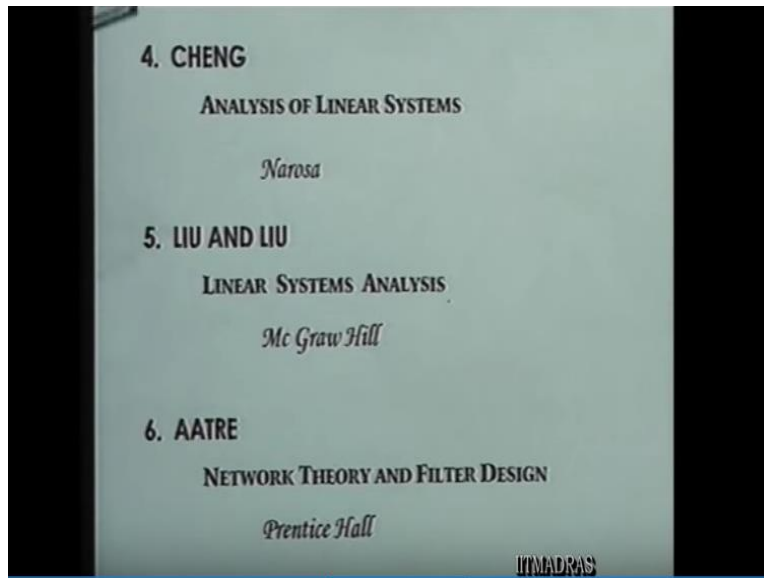 4. CHENG
ANALYSIS OF LINEAR SYSTEMS
Narosa
5. LIU AND LIU
LINEAR SYSTEMS ANALYSIS
Mc Graw Hill
6. AATRE
NETWORK THEORY AND FILTER DESIGN
Prentice Hall
IITMADRAS